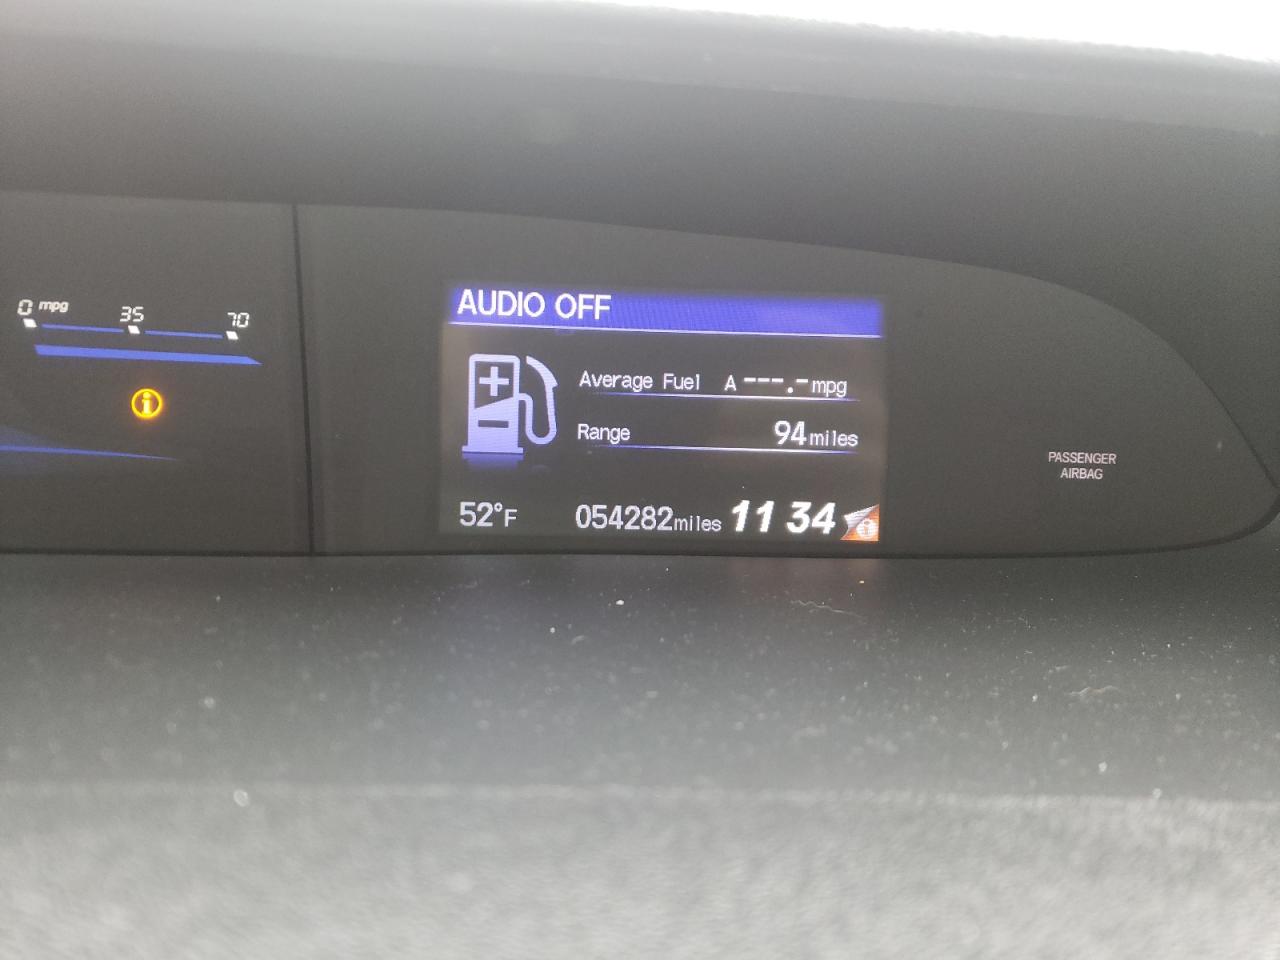 0 mpg 35 70
AUDIO OFF
Average Fuel A ---.- mpg
Range 94 miles
52°F 054282 miles 11 34
PASSENGER
AIRBAG